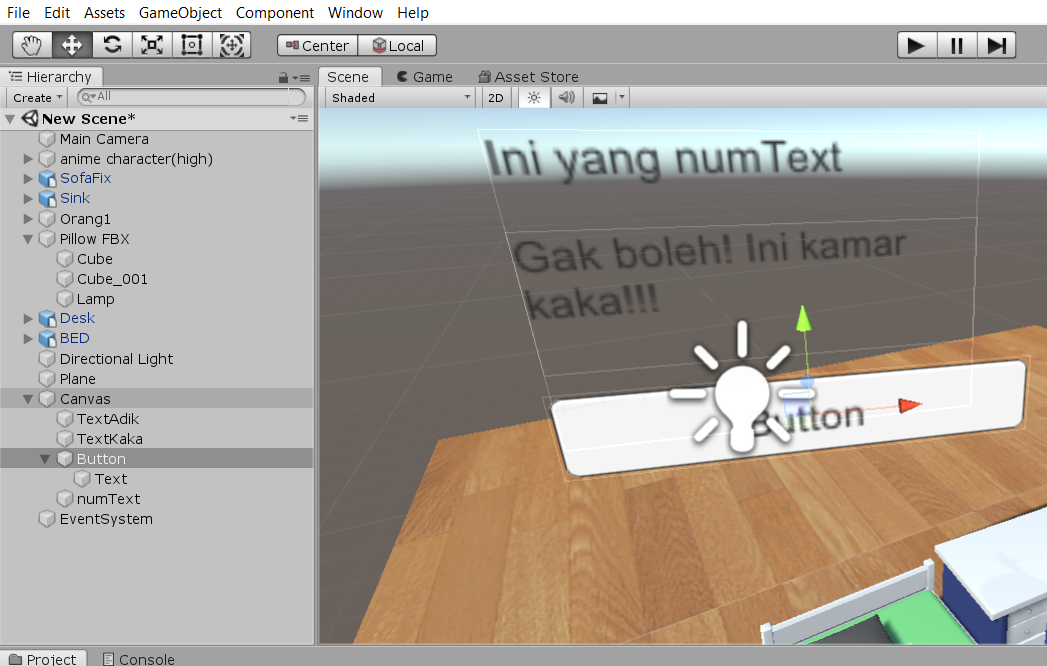 File Edit Assets GameObject Component Window Help
Center Local
Hierarchy
Scene Game Asset Store
Create All
Shaded 2D
New Scene*
Main Camera
anime character(high)
SofaFix
Sink
Orang1
Pillow FBX
Cube
Cube_001
Lamp
Desk
BED
Directional Light
Plane
Canvas
TextAdik
TextKaka
Button
Text
numText
EventSystem
Ini yang numText
Gak boleh! Ini kamar
kaka!!!
Button
Project Console